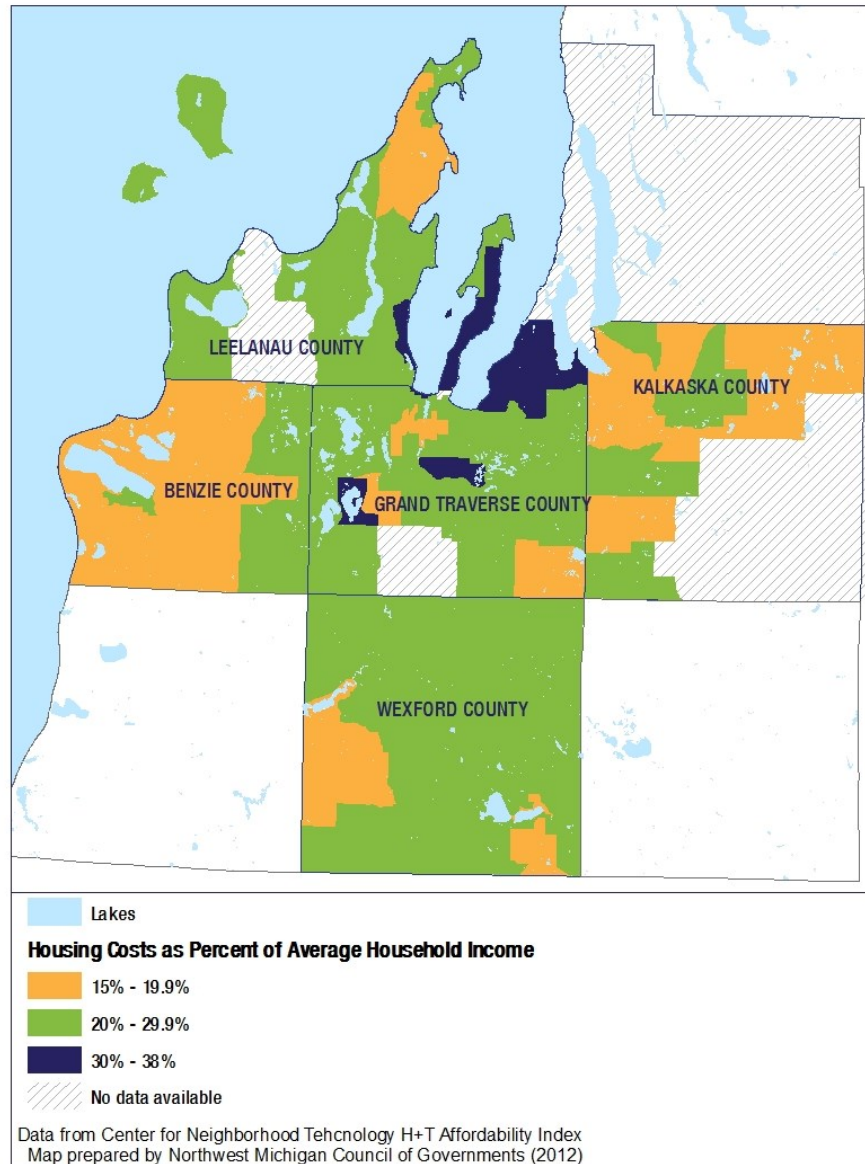 LEELANAU COUNTY
KALKASKA COUNTY
BENZIE COUNTY
GRAND TRAVERSE COUNTY
WEXFORD COUNTY
Lakes
Housing Costs as Percent of Average Household Income
15% - 19.9%
20% - 29.9%
30% - 38%
No data available
Data from Center for Neighborhood Tehcnology H+T Affordability Index
Map prepared by Northwest Michigan Council of Governments (2012)